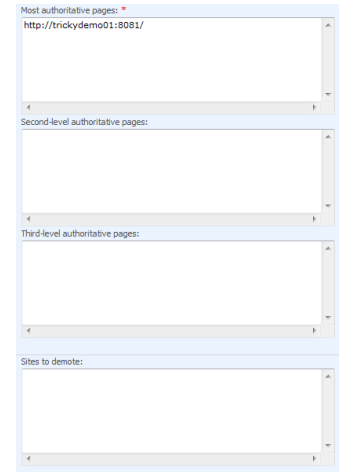 Most authoritative pages: *
http://trickydemo01:8081/
Second-level authoritative pages:
Third-level authoritative pages:
Sites to demote: